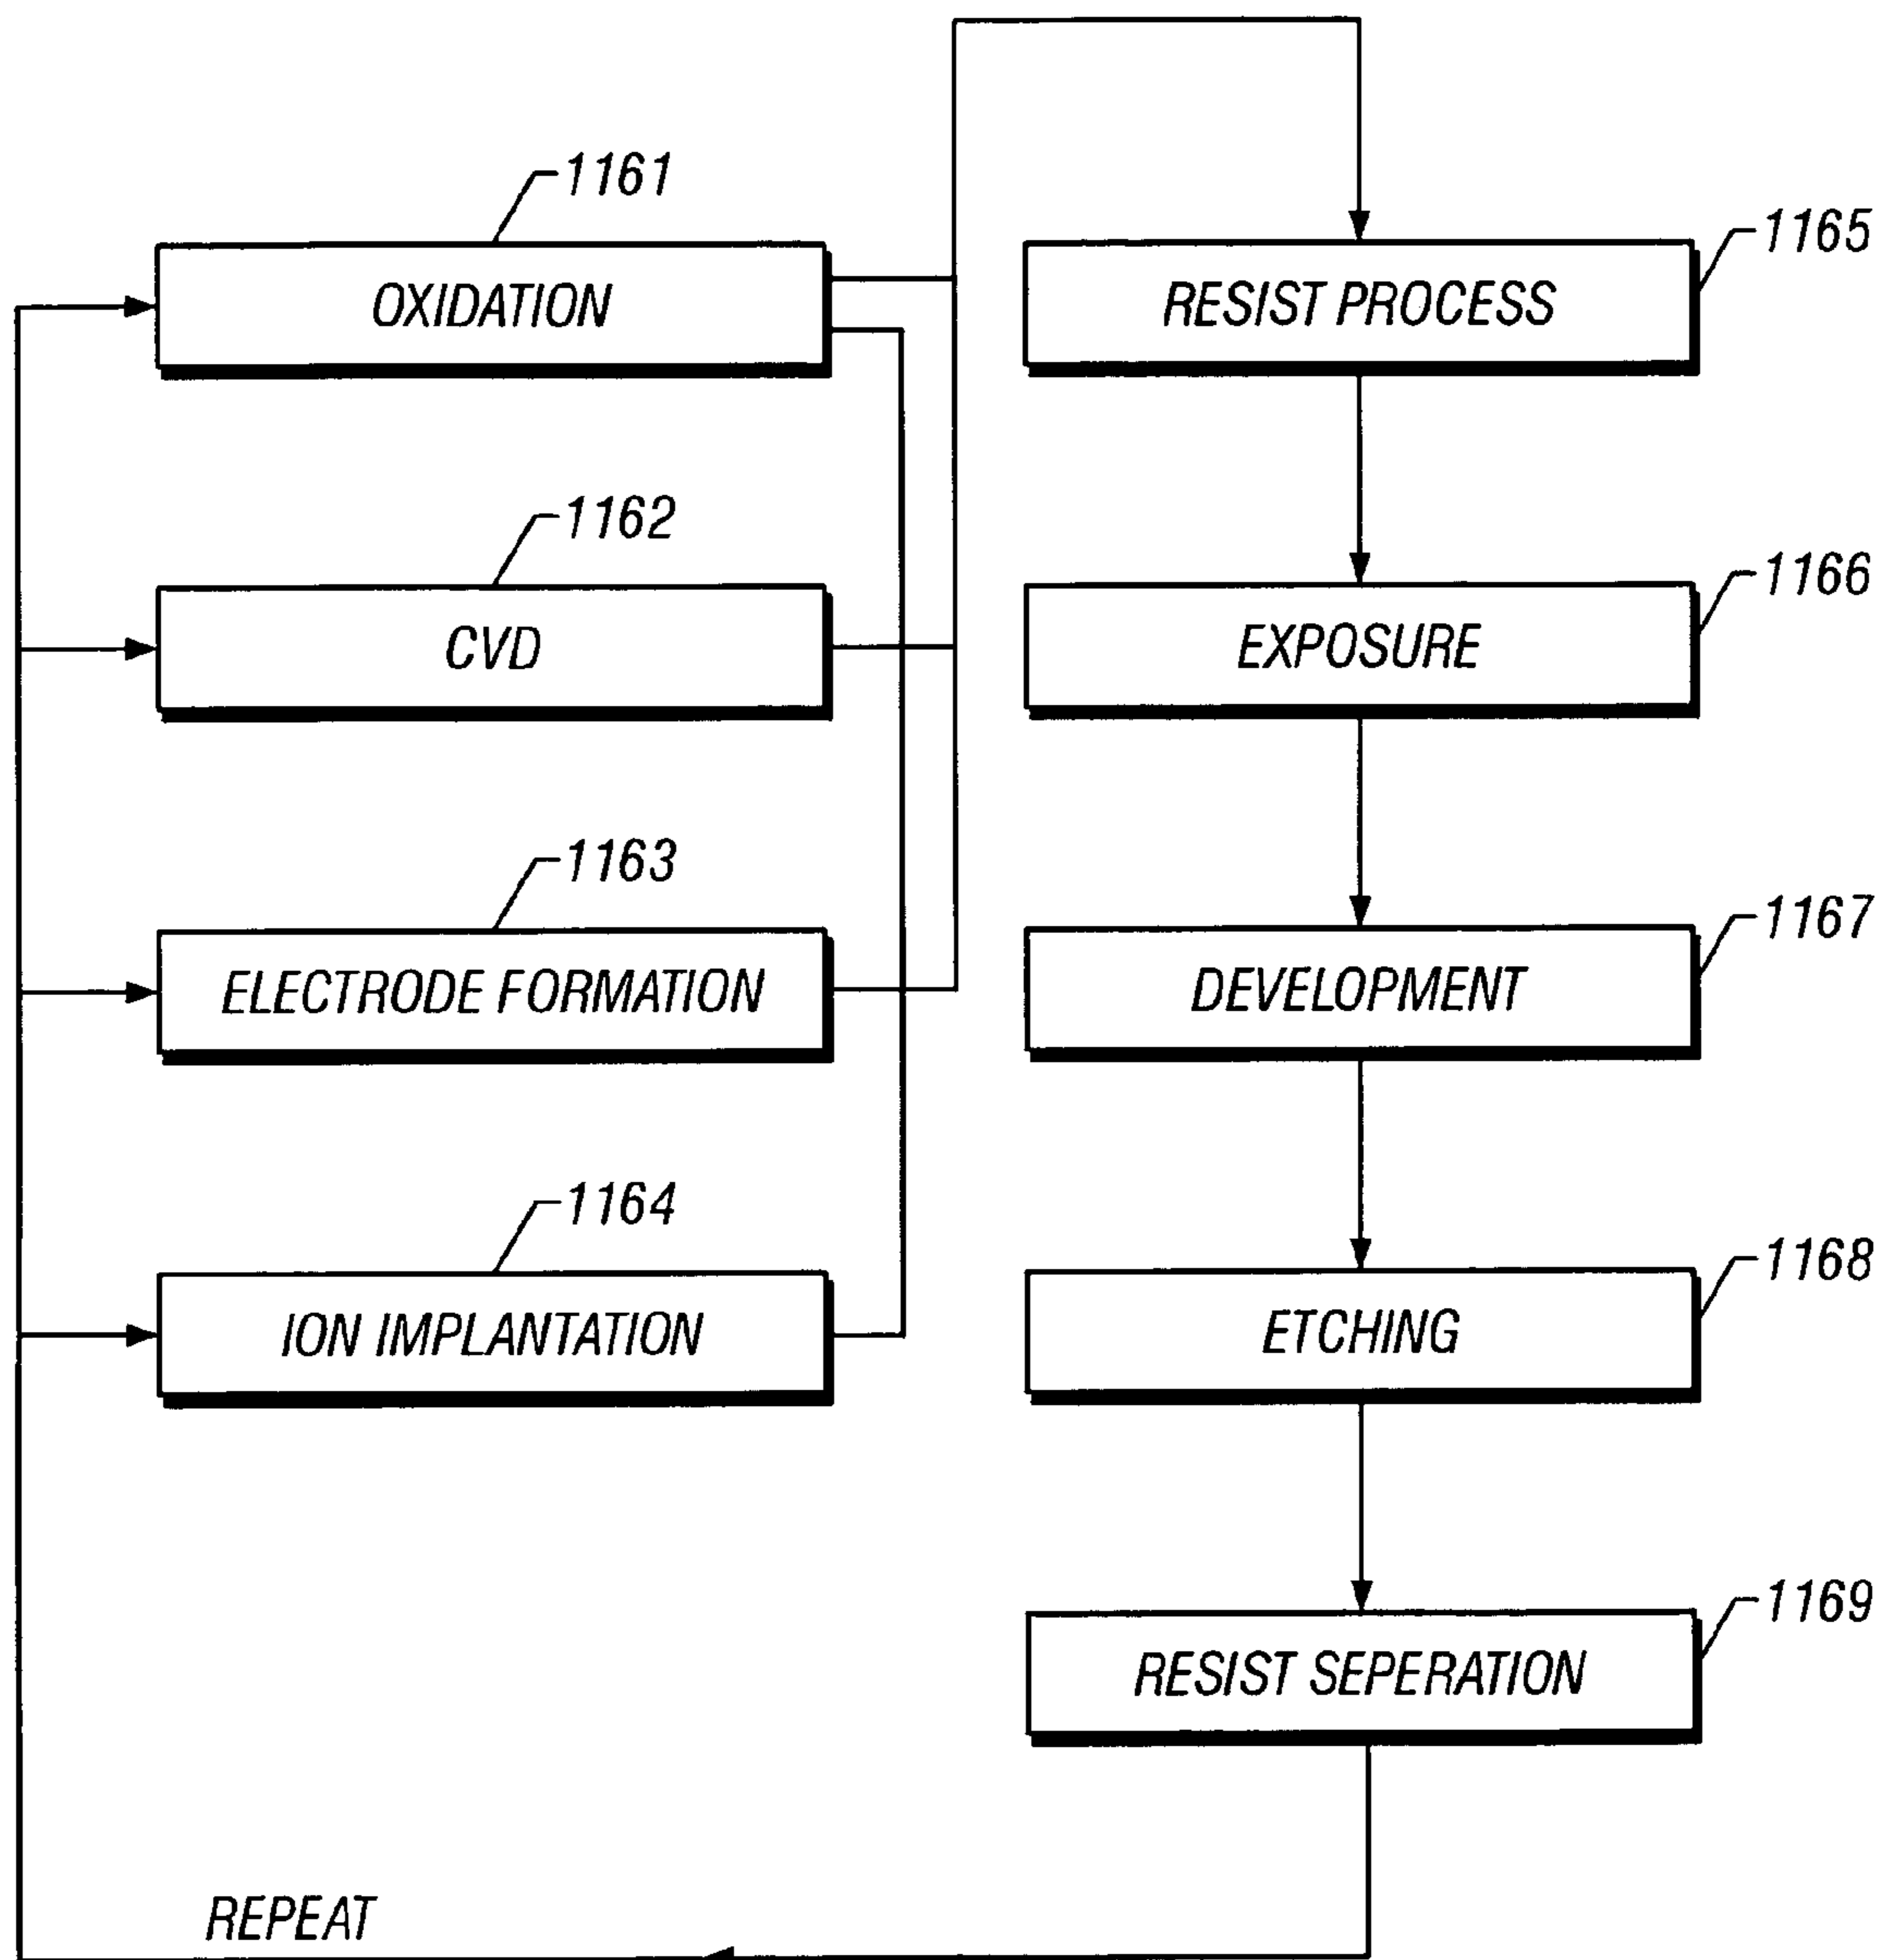 1161
OXIDATION
1162
CVD
1163
ELECTRODE FORMATION
1164
ION IMPLANTATION
1165
RESIST PROCESS
1166
EXPOSURE
1167
DEVELOPMENT
1168
ETCHING
1169
RESIST SEPERATION
REPEAT